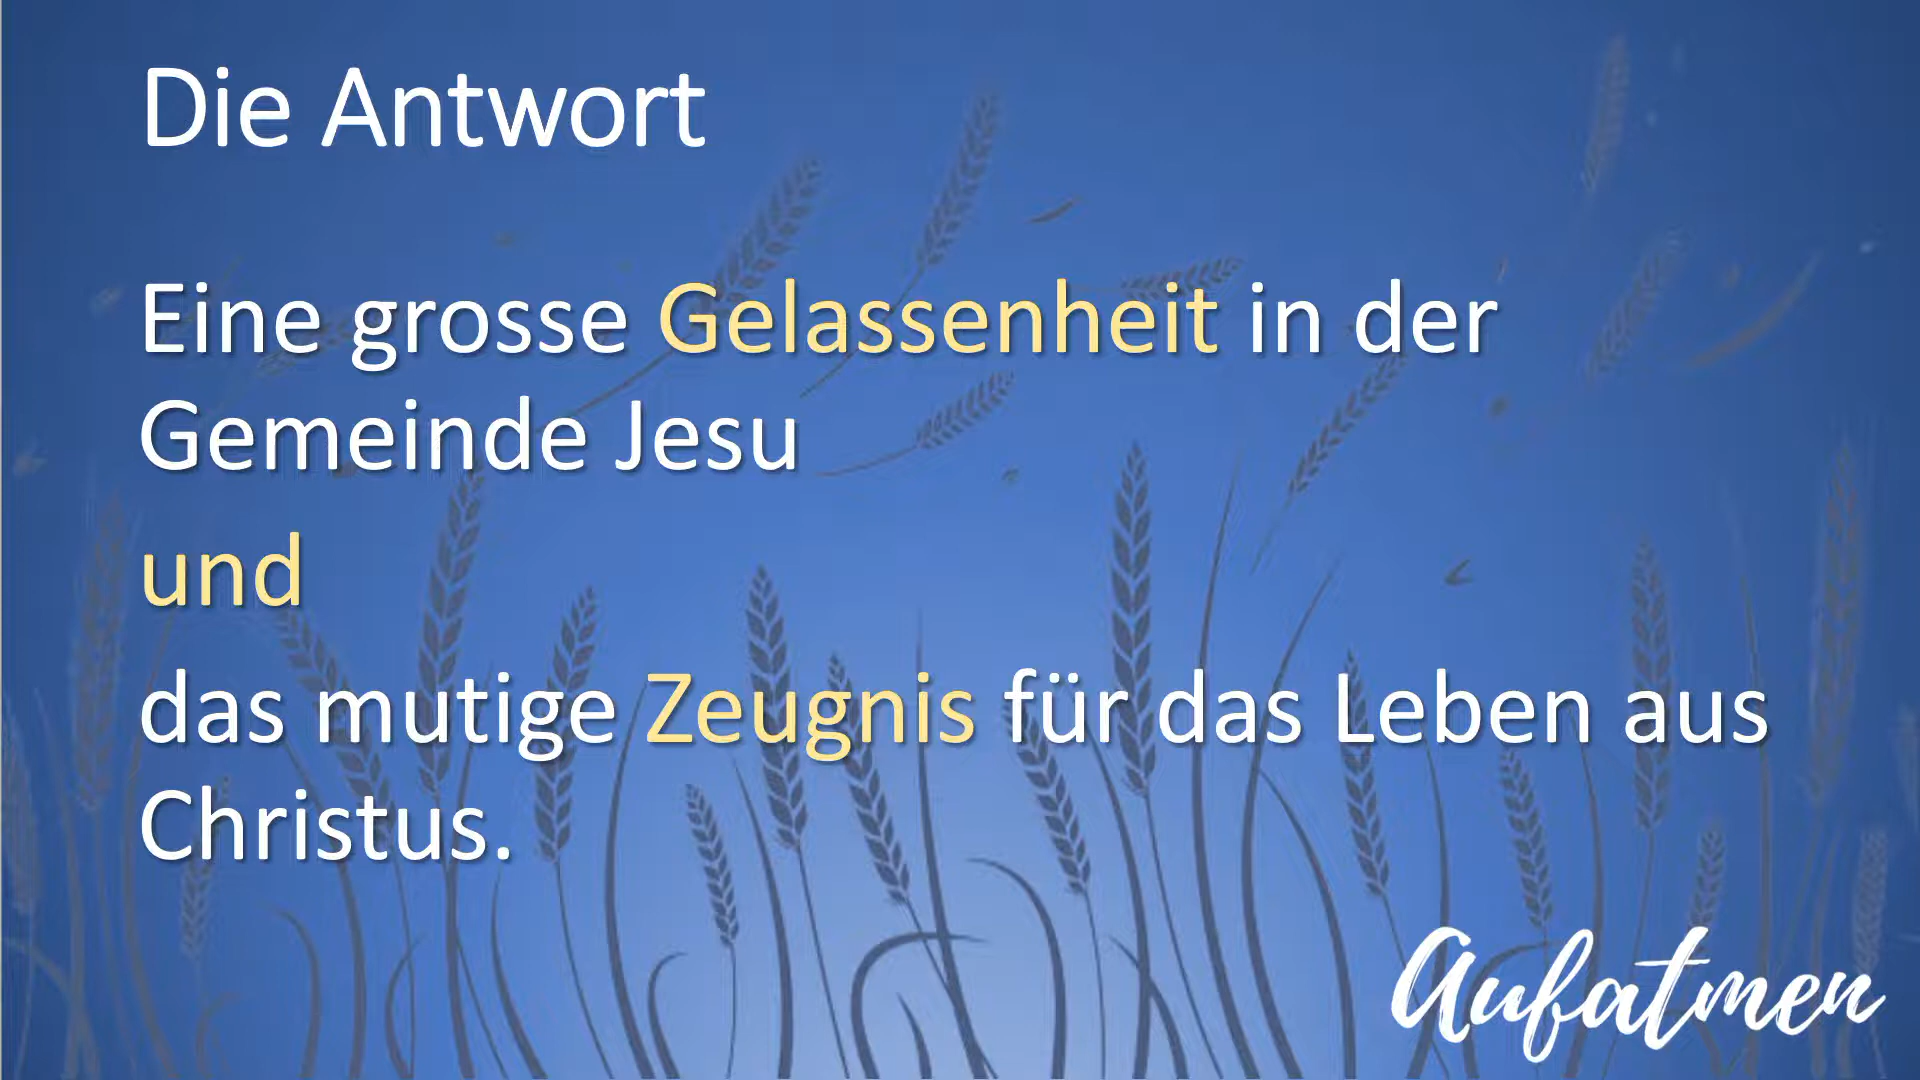 Die Antwort
Eine grosse Gelassenheit in der
Gemeinde Jesu
und
das mutige Zeugnis für das Leben aus
Christus.
Aufatmen